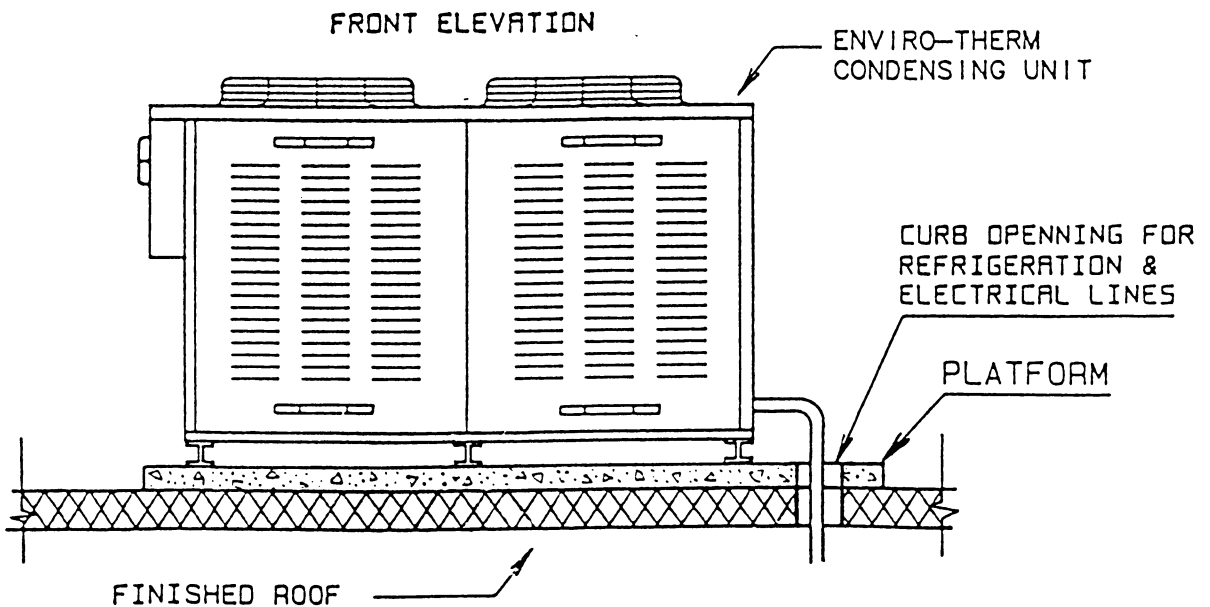 FRONT ELEVATION
ENVIRO-THERM
CONDENSING UNIT
CURB OPENNING FOR
REFRIGERATION &
ELECTRICAL LINES
PLATFORM
FINISHED ROOF